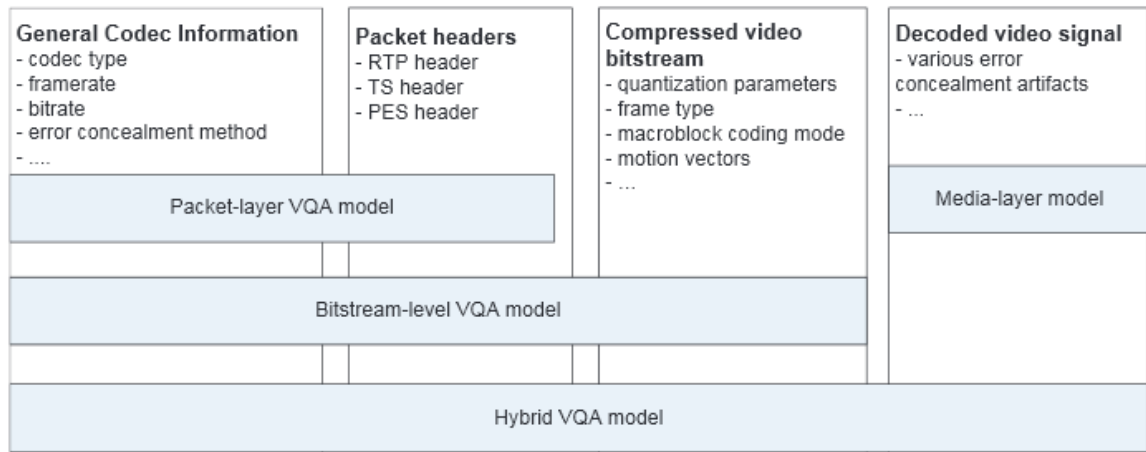 General Codec Information
- codec type
- framerate
- bitrate
- error concealment method
- ....
Packet headers
- RTP header
- TS header
- PES header
Compressed video
bitstream
- quantization parameters
- frame type
- macroblock coding mode
- motion vectors
- ...
Decoded video signal
- various error
concealment artifacts
- ...
Packet-layer VQA model
Media-layer model
Bitstream-level VQA model
Hybrid VQA model